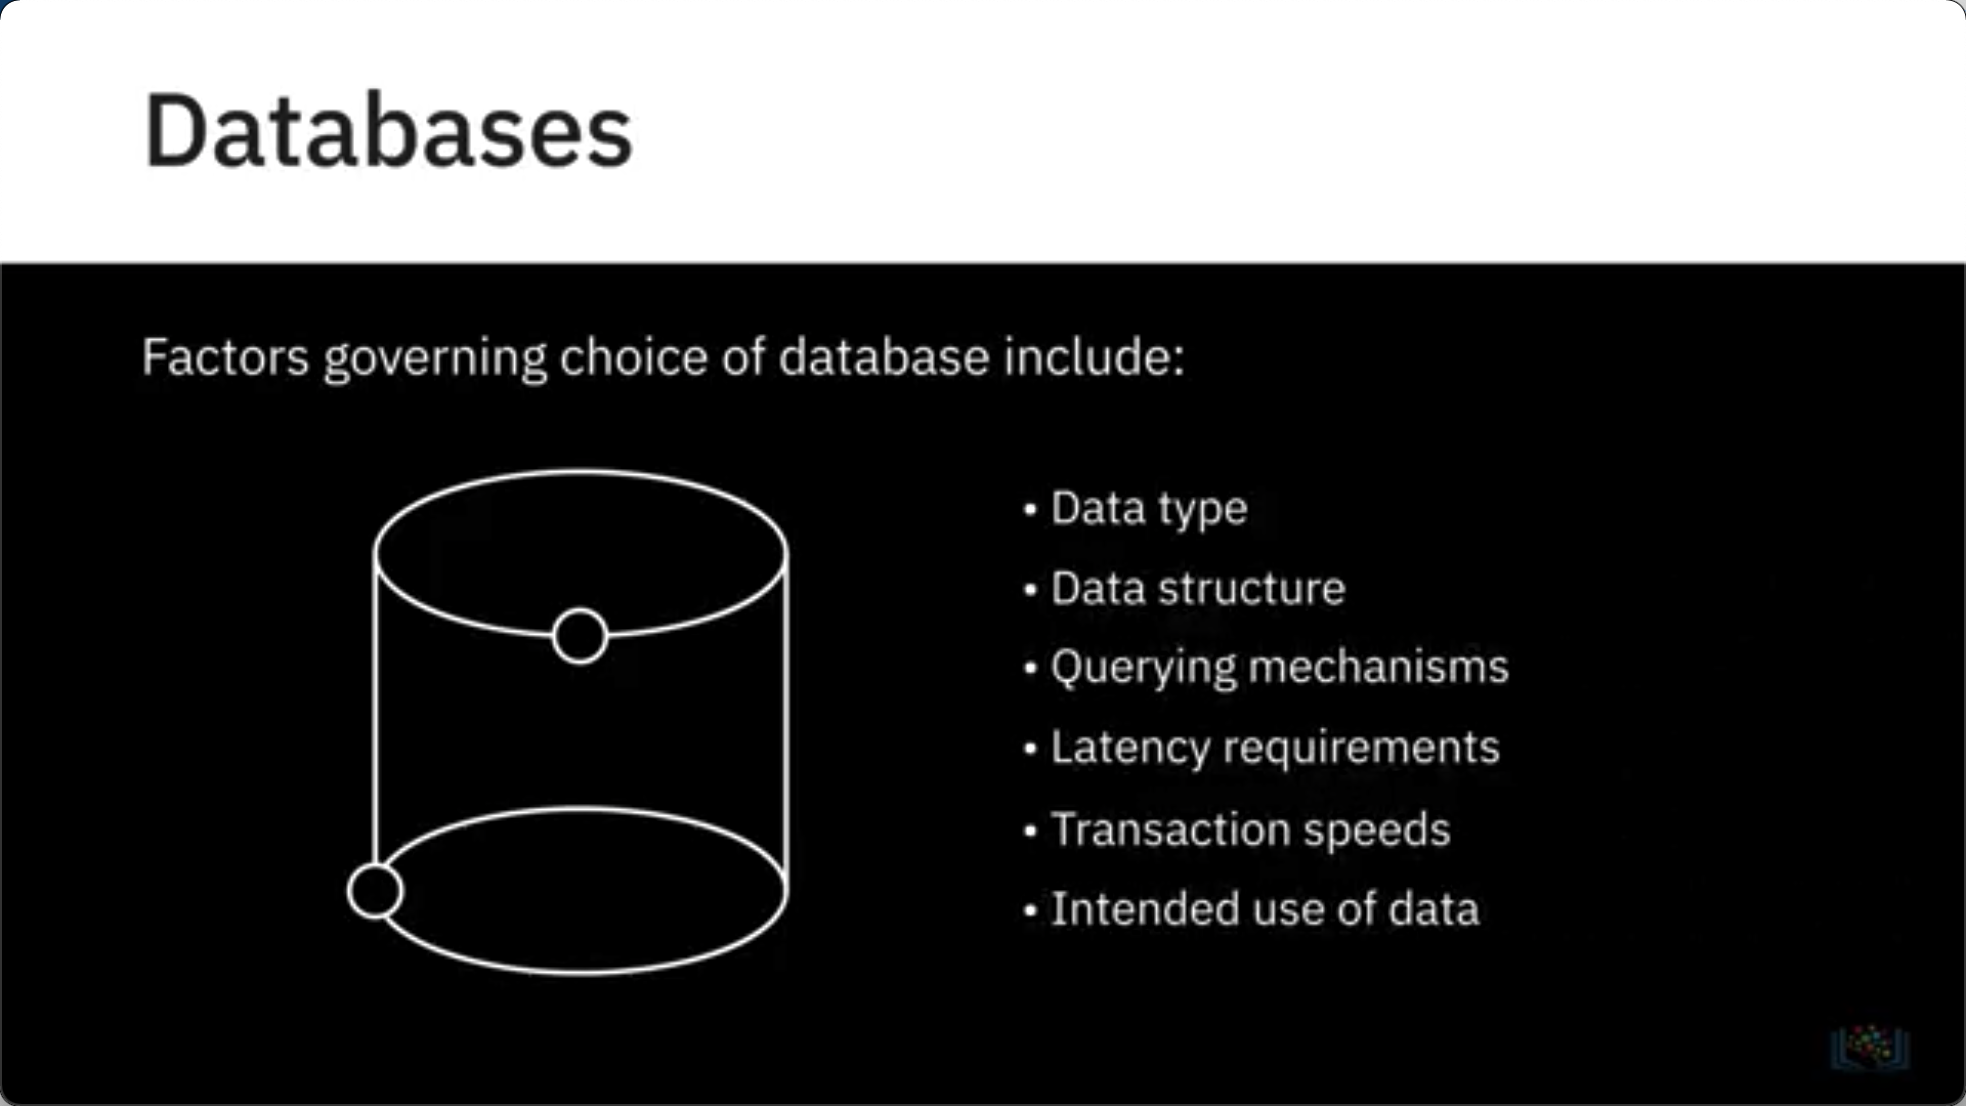 Databases
Factors governing choice of database include:
• Data type
• Data structure
• Querying mechanisms
• Latency requirements
• Transaction speeds
• Intended use of data